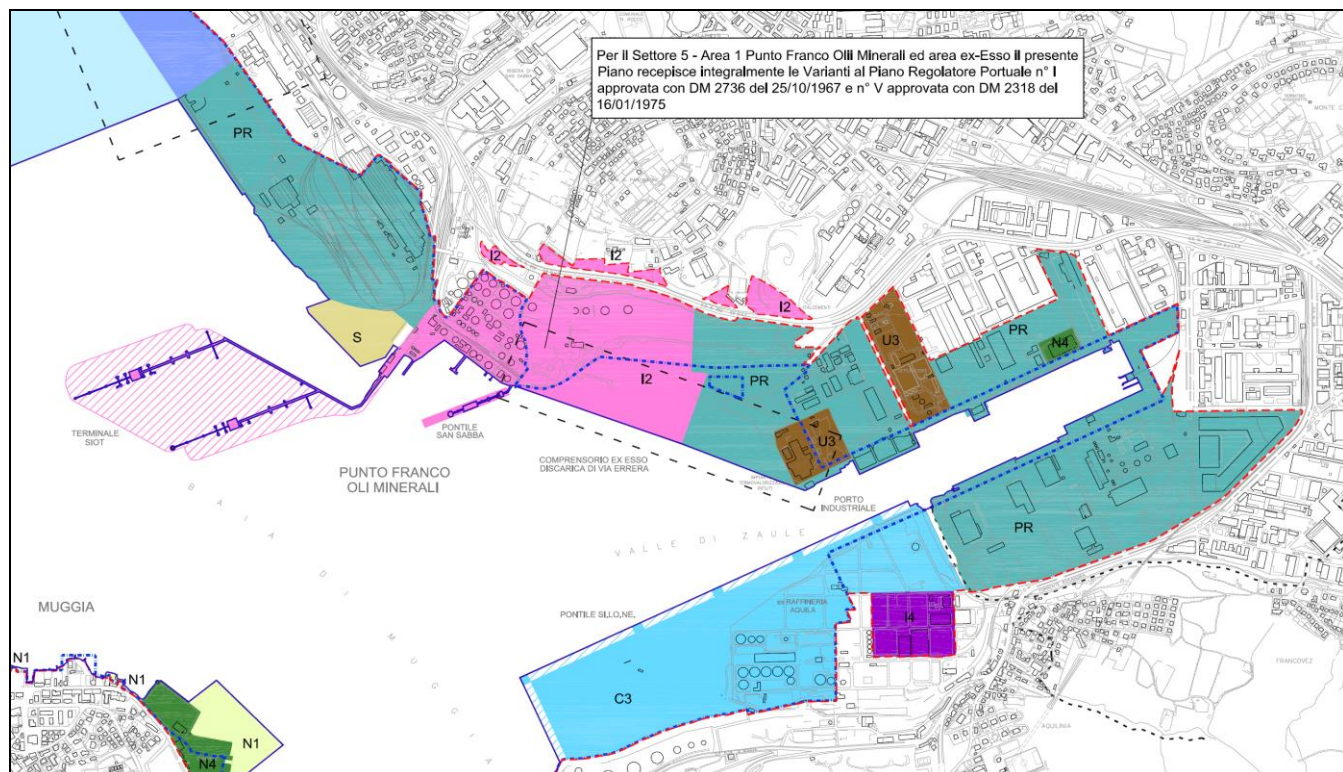 Per il Settore 5 - Area 1 Punto Franco Olii Minerali ed area ex-Esso il presente
Piano recepisce integralmente le Varianti al Piano Regolatore Portuale n° I
approvata con DM 2736 del 25/10/1967 e n° V approvata con DM 2318 del
16/01/1975
PR
I2
I2
I2
S
I2
PR
U3
PR
N4
U3
TERMINALE
SIOT
PONTILE
SAN SABBA
PUNTO FRANCO
OLI MINERALI
COMPRENSORIO EX ESSO
DISCARICA DI VIA ERRERA
PORTO
INDUSTRIALE
PR
BAIA DI MUGGIA
VALLE DI ZAULE
MUGGIA
PONTILE SI.LO.NE.
ex RAFFINERIA
AQUILA
I4
FRANCOVEZ
N1
N1
C3
N1
N4
AQUILINIA